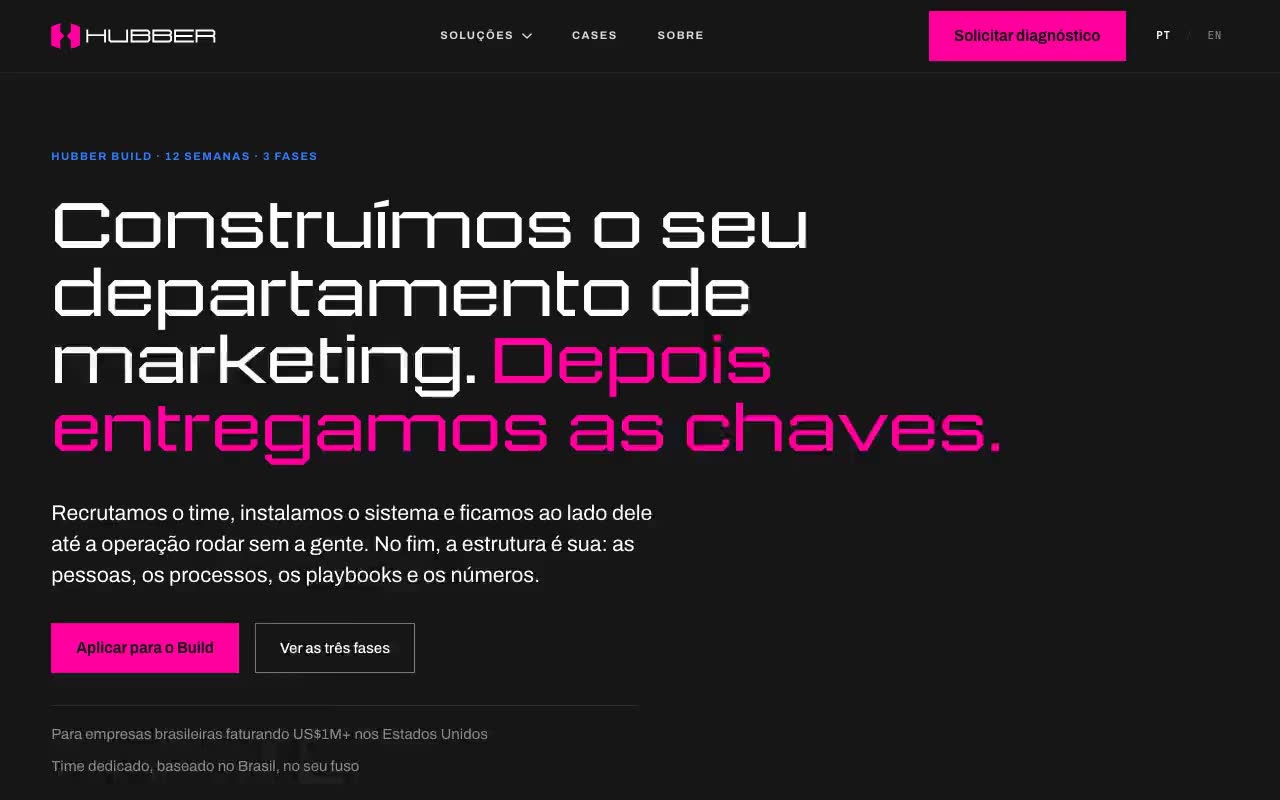 HUBBER
SOLUÇÕES
CASES
SOBRE
Solicitar diagnóstico
PT / EN
HUBBER BUILD · 12 SEMANAS · 3 FASES
Construímos o seu
departamento de
marketing. Depois
entregamos as chaves.
Recrutamos o time, instalamos o sistema e ficamos ao lado dele
até a operação rodar sem a gente. No fim, a estrutura é sua: as
pessoas, os processos, os playbooks e os números.
Aplicar para o Build
Ver as três fases
Para empresas brasileiras faturando US$1M+ nos Estados Unidos
Time dedicado, baseado no Brasil, no seu fuso